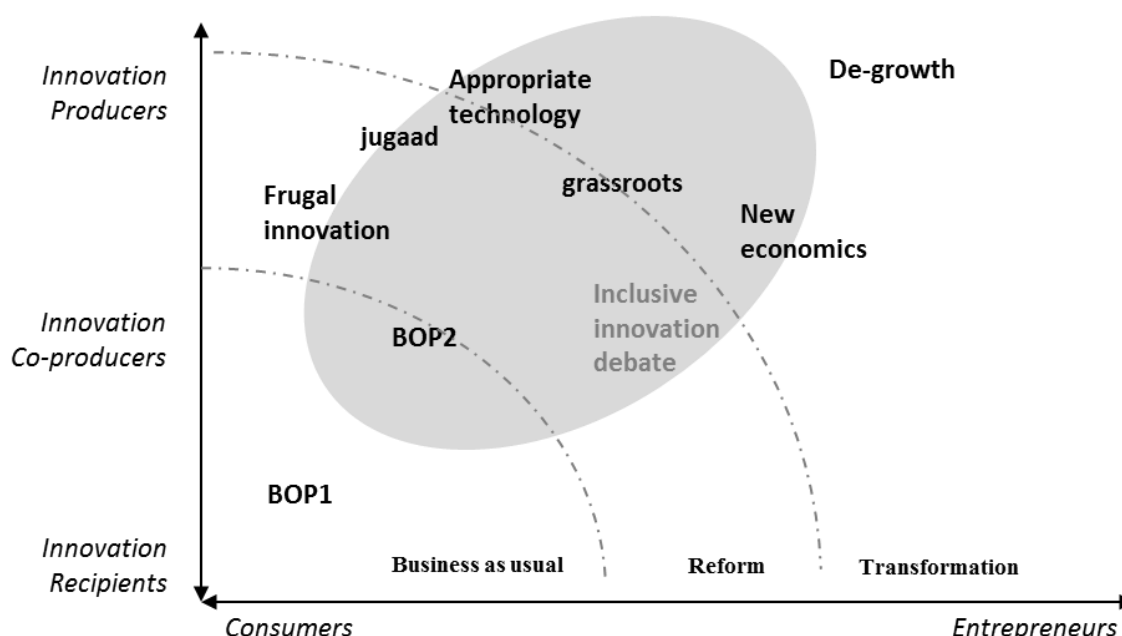 Innovation
Producers
Appropriate
technology
De-growth
jugaad
grassroots
Frugal
innovation
New
economics
Inclusive
innovation
debate
Innovation
Co-producers
BOP2
BOP1
Innovation
Recipients
Business as usual
Reform
Transformation
Consumers
Entrepreneurs